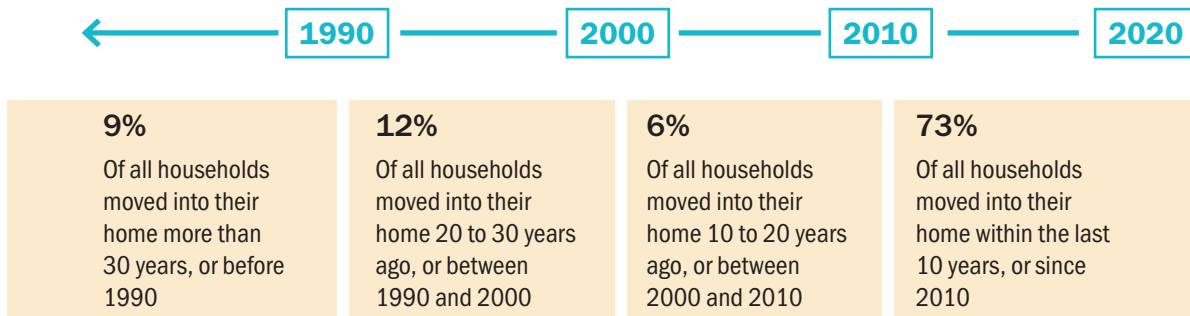 1990
2000
2010
2020
9%
Of all households
moved into their
home more than
30 years, or before
1990
12%
Of all households
moved into their
home 20 to 30 years
ago, or between
1990 and 2000
6%
Of all households
moved into their
home 10 to 20 years
ago, or between
2000 and 2010
73%
Of all households
moved into their
home within the last
10 years, or since
2010